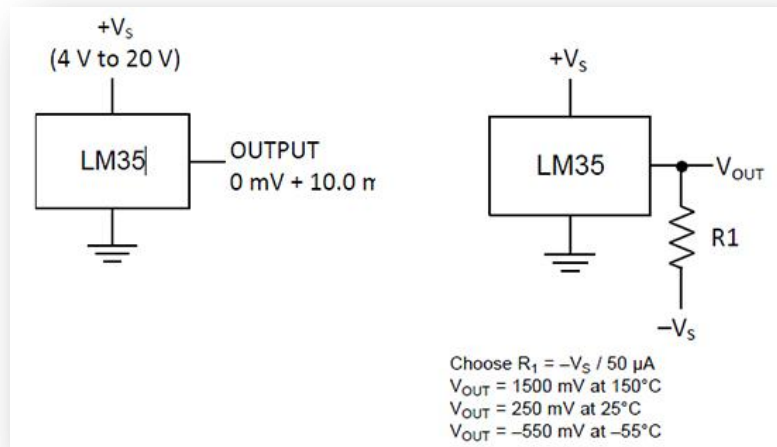 +VS
(4 V to 20 V)
LM35
OUTPUT
0 mV + 10.0 m
+VS
LM35
VOUT
R1
–VS
Choose R1 = –VS / 50 µA
VOUT = 1500 mV at 150°C
VOUT = 250 mV at 25°C
VOUT = –550 mV at –55°C